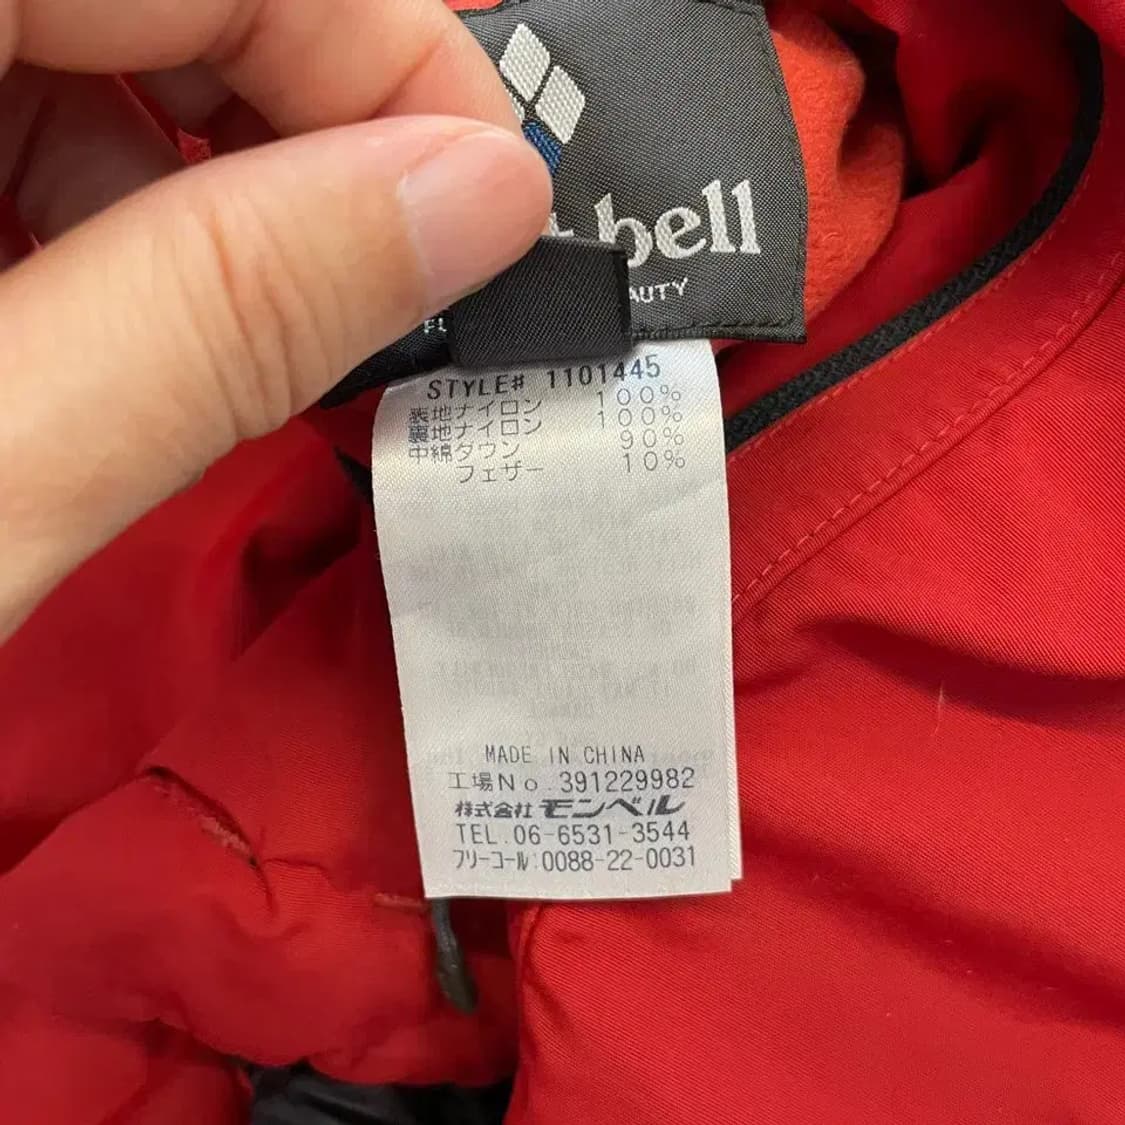 bell
AUTY
STYLE# 1101445
表地ナイロン 100%
裏地ナイロン 100%
中綿ダウン 90%
フェザー 10%
MADE IN CHINA
工場No.391229982
株式会社モンベル
TEL.06-6531-3544
フリーコール:0088-22-0031